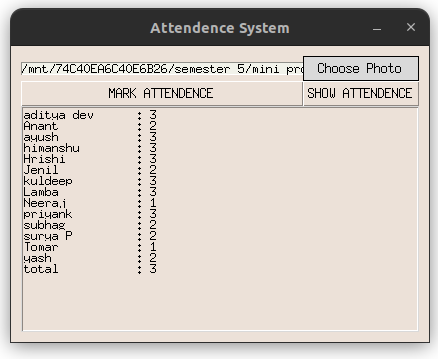 Attendence System
/mnt/74C40EA6C40E6B26/semester 5/mini pro Choose Photo
MARK ATTENDENCE SHOW ATTENDENCE
aditya dev : 3
Anant : 2
ayush : 3
himanshu : 3
Hrishi : 3
Jenil : 2
kuldeep : 3
Lamba : 3
Neeraj : 1
priyank : 3
subhag : 2
surya P : 2
Tomar : 1
yash : 2
total : 3